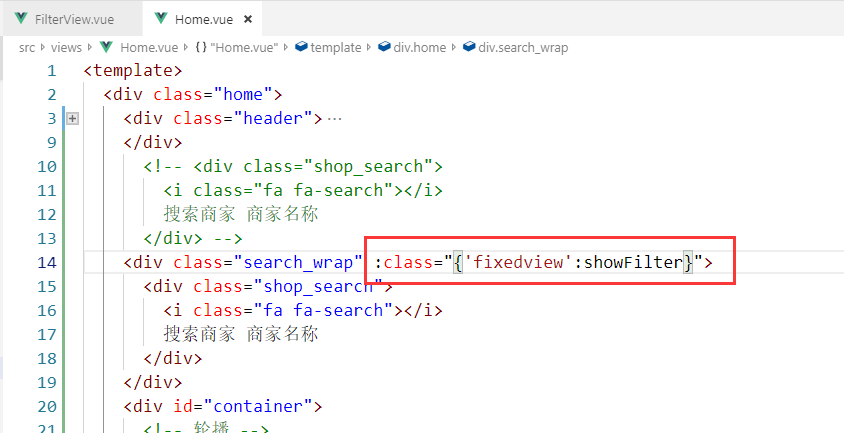 FilterView.vue Home.vue ×
src > views > Home.vue > {} "Home.vue" > template > div.home > div.search_wrap
1 <template>
2 <div class="home">
3 <div class="header">…
9 </div>
10 <!-- <div class="shop_search">
11 <i class="fa fa-search"></i>
12 搜索商家 商家名称
13 </div> -->
14 <div class="search_wrap" :class="{'fixedview':showFilter}">
15 <div class="shop_search">
16 <i class="fa fa-search"></i>
17 搜索商家 商家名称
18 </div>
19 </div>
20 <div id="container">
21 <!-- 轮播 -->